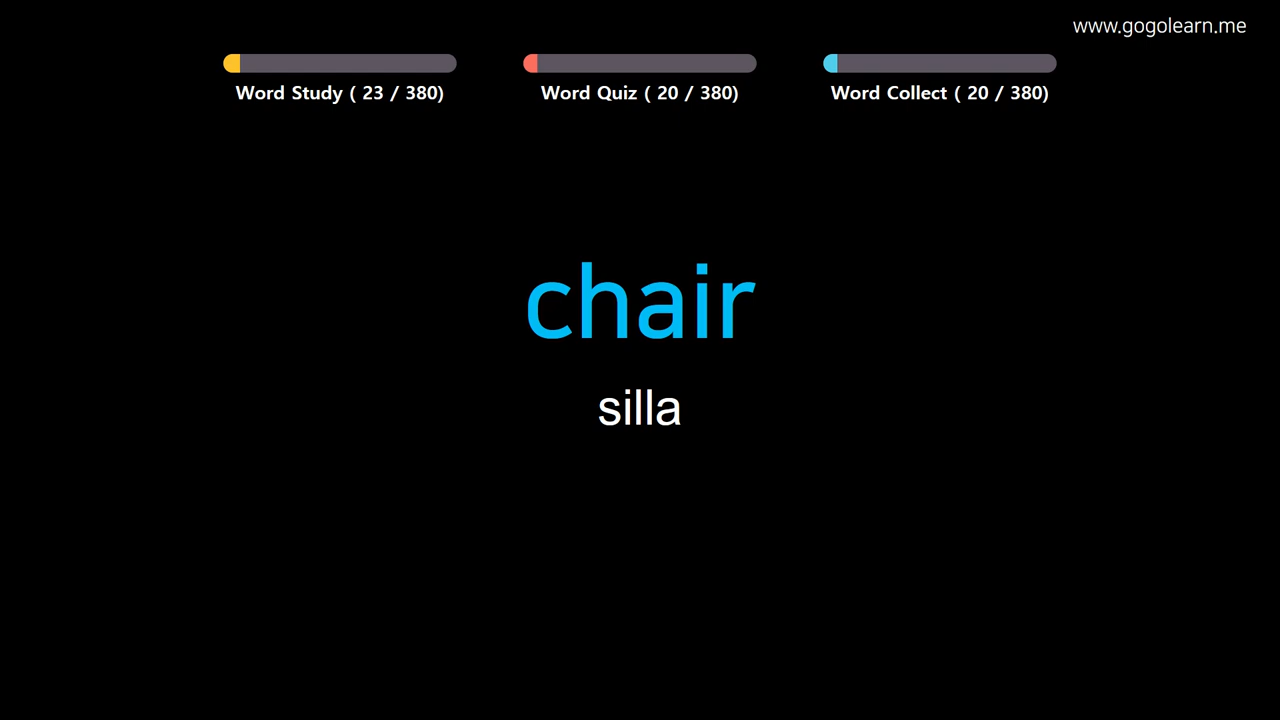 www.gogolearn.me
Word Study ( 23 / 380)
Word Quiz ( 20 / 380)
Word Collect ( 20 / 380)
chair
silla